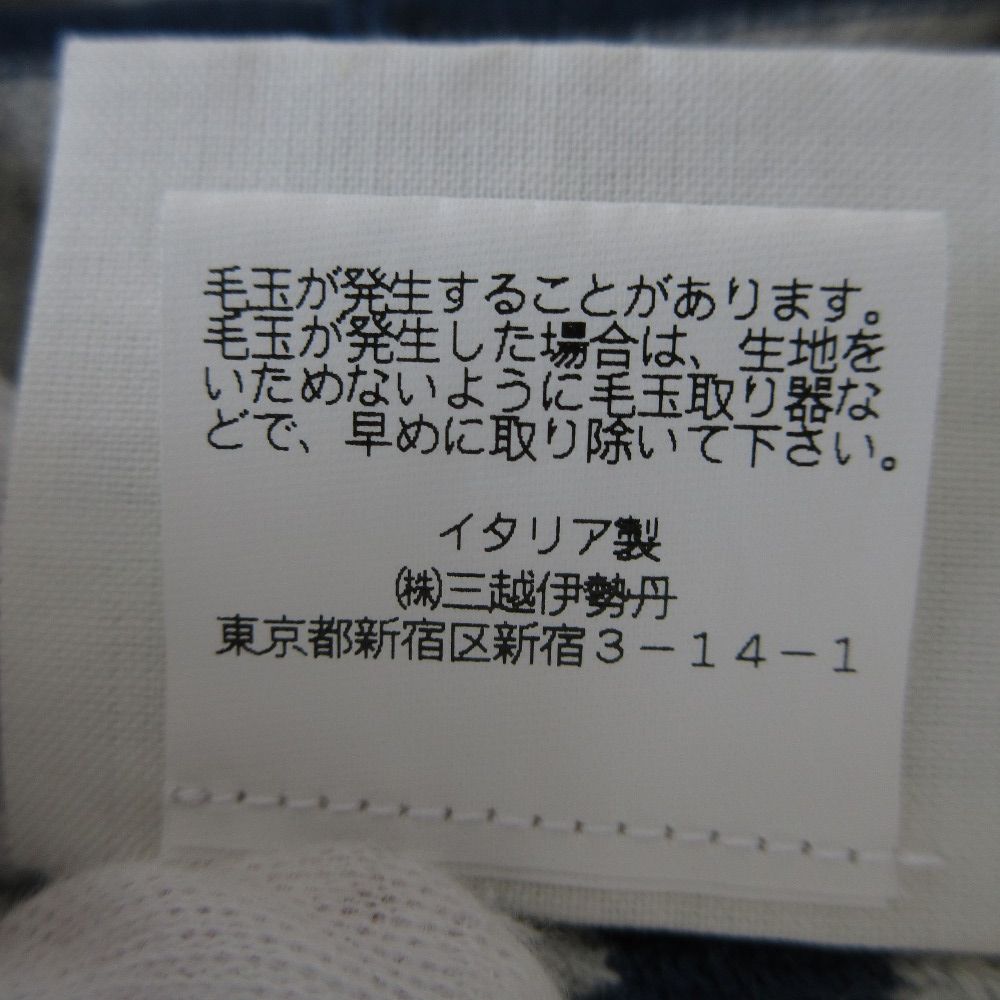 毛玉が発生することがあります。
毛玉が発生した場合は、生地を
いためないように毛玉取り器な
どで、早めに取り除いて下さい。
イタリア製
㈱三越伊勢丹
東京都新宿区新宿３－１４－１